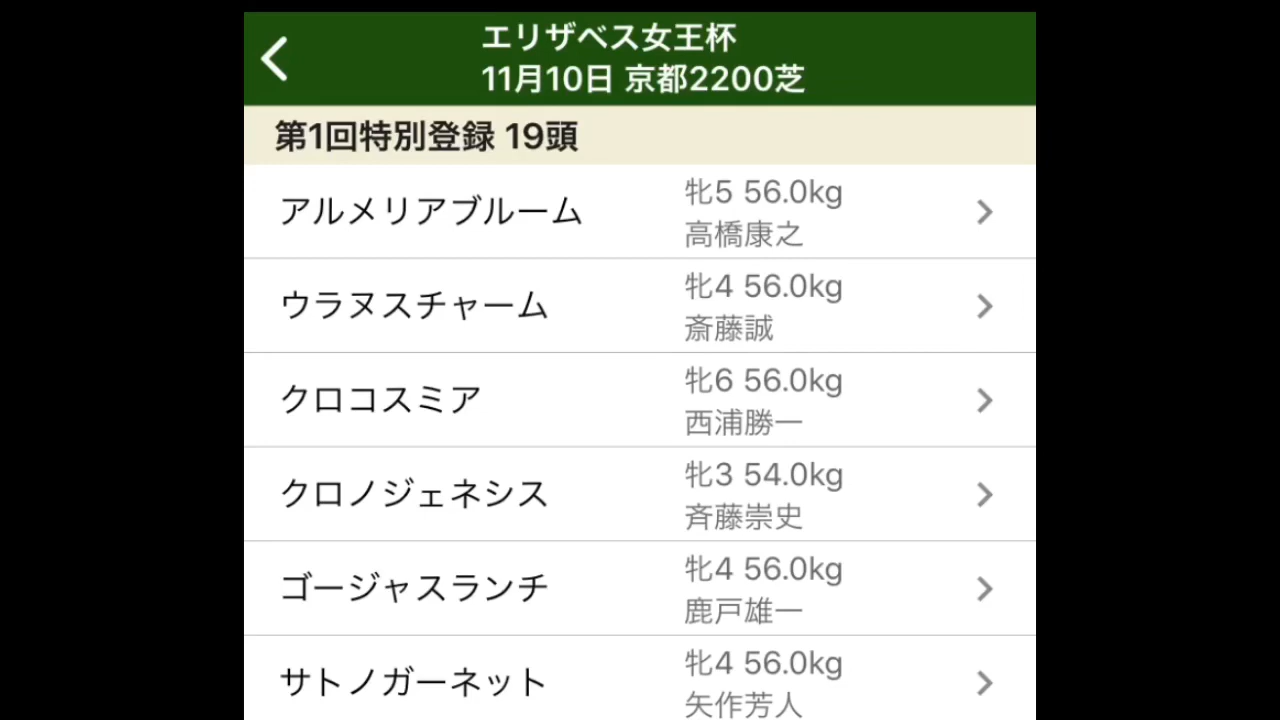 エリザベス女王杯
11月10日 京都2200芝
第1回特別登録 19頭
アルメリアブルーム
牝5 56.0kg
高橋康之
ウラヌスチャーム
牝4 56.0kg
斎藤誠
クロコスミア
牝6 56.0kg
西浦勝一
クロノジェネシス
牝3 54.0kg
斉藤崇史
ゴージャスランチ
牝4 56.0kg
鹿戸雄一
サトノガーネット
牝4 56.0kg
矢作芳人